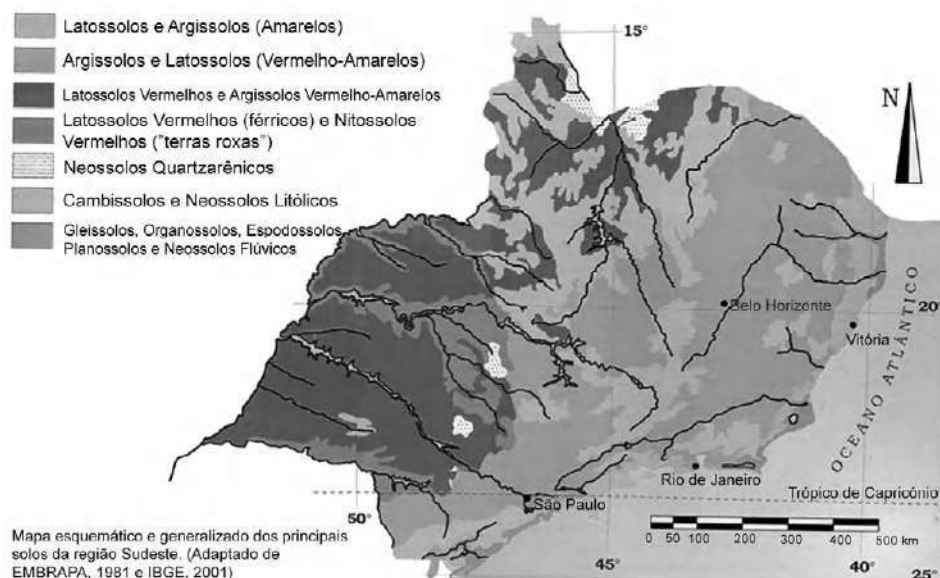 Latossolos e Argissolos (Amarelos)
Argissolos e Latossolos (Vermelho-Amarelos)
Latossolos Vermelhos e Argissolos Vermelho-Amarelos
Latossolos Vermelhos (férricos) e Nitossolos
Vermelhos ("terras roxas")
Neossolos Quartzarênicos
Cambissolos e Neossolos Litólicos
Gleissolos, Organossolos, Espodossolos,
Planossolos e Neossolos Flúvicos
15°
N
Belo Horizonte
20°
Vitória
OCEANO ATLÂNTICO
Rio de Janeiro
Trópico de Capricónio
São Paulo
50°
0 50 100 200 300 400 500 km
Mapa esquemático e generalizado dos principais
solos da região Sudeste. (Adaptado de
EMBRAPA, 1981 e IBGE, 2001)
45°
40°
25°